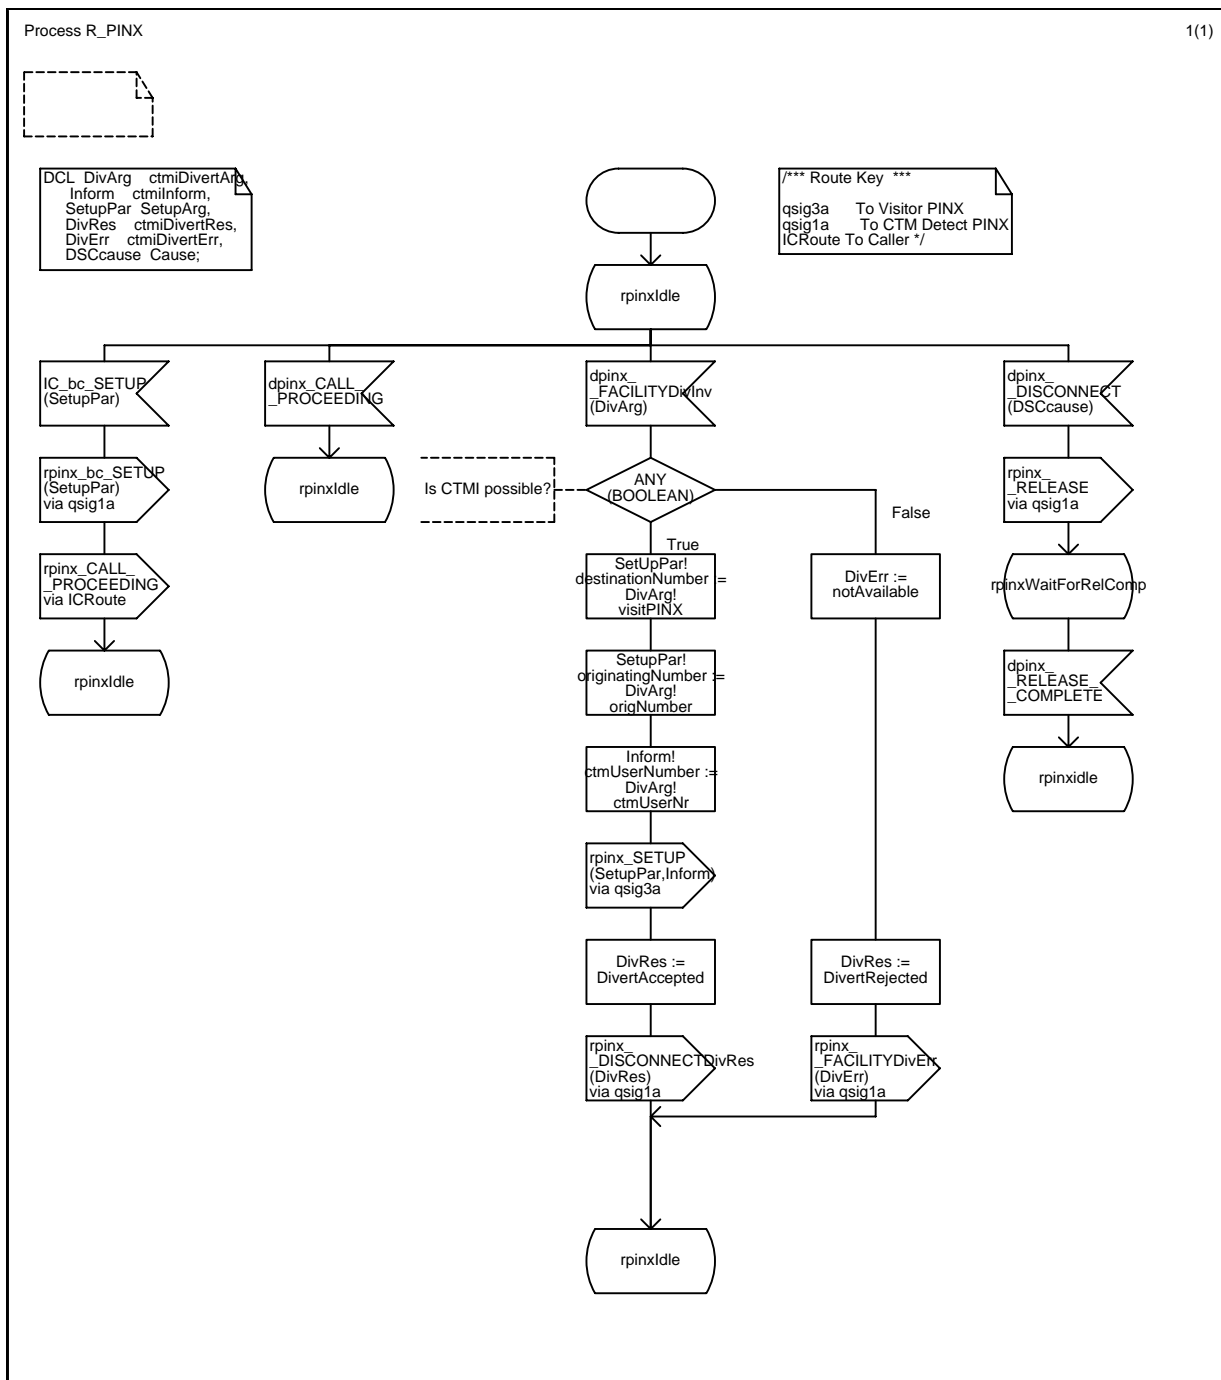 Process R_PINX
1(1)
DCL DivArg ctmiDivertArg,
Inform ctmiInform,
SetupPar SetupArg,
DivRes ctmiDivertRes,
DivErr ctmiDivertErr,
DSCcause Cause;
/*** Route Key ***
qsig3a To Visitor PINX
qsig1a To CTM Detect PINX
ICRoute To Caller */
rpinxIdle
IC_bc_SETUP
(SetupPar)
rpinx_bc_SETUP
(SetupPar)
via qsig1a
rpinx_CALL_
_PROCEEDING
via ICRoute
rpinxIdle
dpinx_CALL_
_PROCEEDING
rpinxIdle
dpinx_
_FACILITYDivInv
(DivArg)
Is CTMI possible?
ANY
(BOOLEAN)
True
SetUpPar!
destinationNumber :=
DivArg!
visitPINX
SetupPar!
originatingNumber :=
DivArg!
origNumber
Inform!
ctmUserNumber :=
DivArg!
ctmUserNr
rpinx_SETUP
(SetupPar,Inform)
via qsig3a
DivRes :=
DivertAccepted
rpinx_
_DISCONNECTDivRes
(DivRes)
via qsig1a
False
DivErr :=
notAvailable
DivRes :=
DivertRejected
rpinx_
_FACILITYDivErr
(DivErr)
via qsig1a
rpinxIdle
dpinx_
_DISCONNECT
(DSCcause)
rpinx_
_RELEASE
via qsig1a
rpinxWaitForRelComp
dpinx_
_RELEASE_
_COMPLETE
rpinxidle